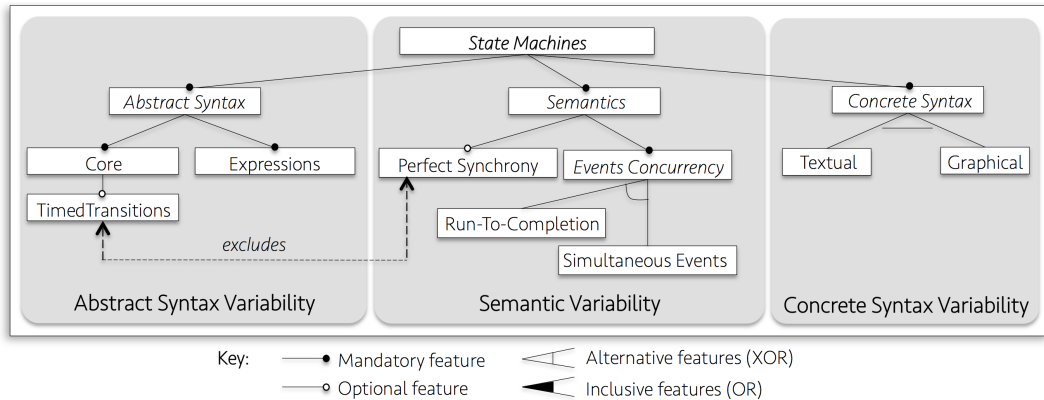 State Machines
Abstract Syntax
Semantics
Concrete Syntax
Core
Expressions
Perfect Synchrony
Events Concurrency
Textual
Graphical
TimedTransitions
Run-To-Completion
excludes
Simultaneous Events
Abstract Syntax Variability
Semantic Variability
Concrete Syntax Variability
Key:
Mandatory feature
Alternative features (XOR)
Optional feature
Inclusive features (OR)